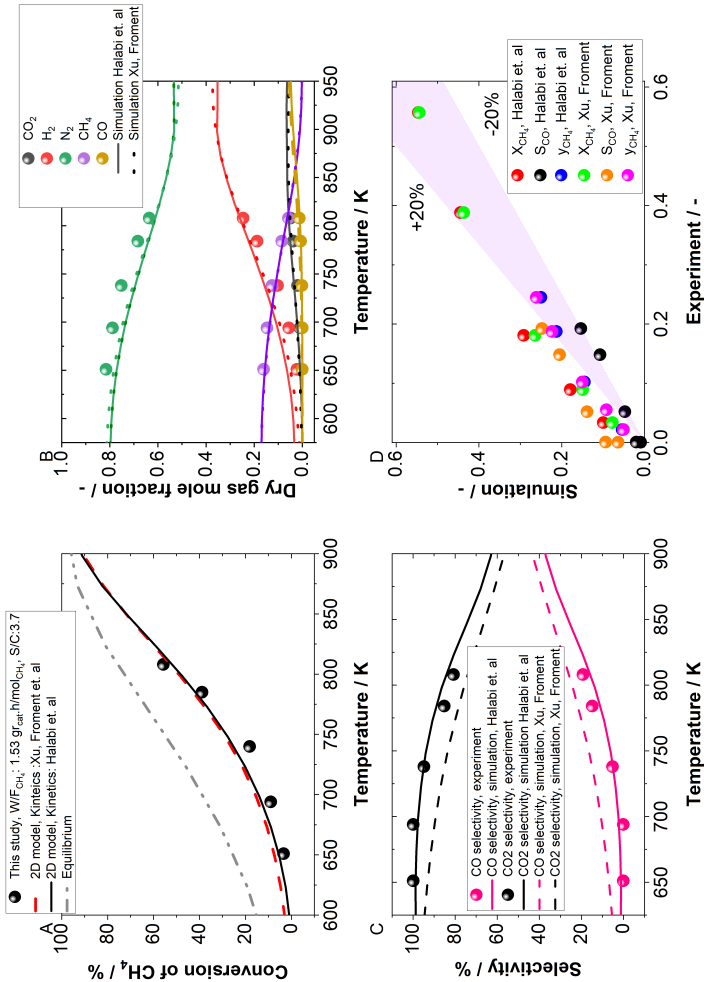 A
This study, W/F_CH₄: 1.53 gr_cat.h/mol_CH₄, S/C:3.7
2D model, Kinteics :Xu, Froment et. al
2D model, Kinetics: Halabi et. al
Equilibrium
100
80
60
40
20
0
Conversion of CH₄ / %
600 650 700 750 800 850 900
Temperature / K
B
CO₂
H₂
N₂
CH₄
CO
Simulation Halabi et. al
Simulation Xu, Froment
1.0
0.8
0.6
0.4
0.2
0.0
Dry gas mole fraction / -
600 650 700 750 800 850 900 950
Temperature / K
C
100
80
60
40
20
0
Selectivity / %
CO selectivity, experiment
CO selectivity, simulation, Halabi et. al
CO2 selectivity, experiment
CO2 selectivity, simulation Halabi et. al
CO selectivity, simulation, Xu, Froment
CO2 selectivity, simulation, Xu, Froment
650 700 750 800 850 900
Temperature / K
D
0.6
0.4
0.2
0.0
Simulation / -
+20%
-20%
X_CH₄, Halabi et. al
S_CO, Halabi et. al
y_CH₄, Halabi et. al
X_CH₄, Xu, Froment
S_CO, Xu, Froment
y_CH₄, Xu, Froment
0.0 0.2 0.4 0.6
Experiment / -